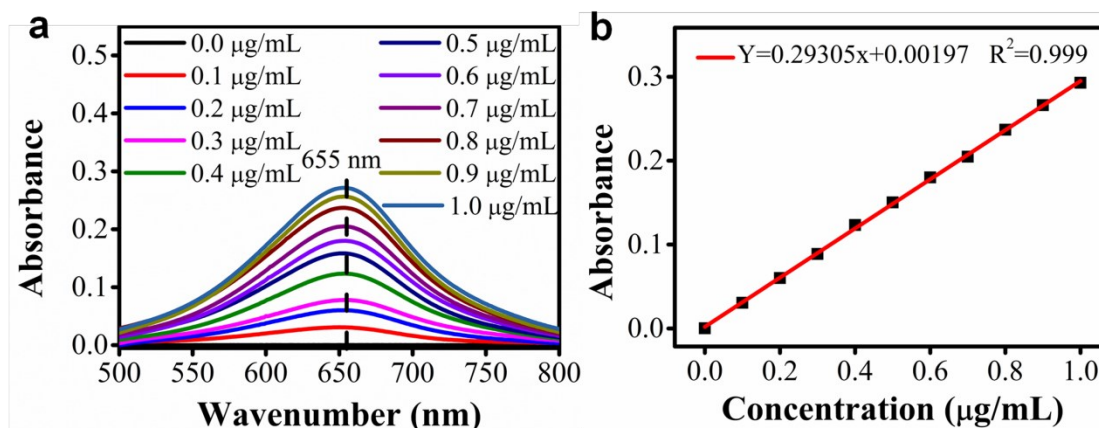 a
0.0 μg/mL
0.1 μg/mL
0.2 μg/mL
0.3 μg/mL
0.4 μg/mL
0.5 μg/mL
0.6 μg/mL
0.7 μg/mL
0.8 μg/mL
0.9 μg/mL
1.0 μg/mL
655 nm
Absorbance
0.5
0.4
0.3
0.2
0.1
0.0
500 550 600 650 700 750 800
Wavenumber (nm)
b
Y=0.29305x+0.00197 R²=0.999
Absorbance
0.3
0.2
0.1
0.0
0.0 0.2 0.4 0.6 0.8 1.0
Concentration (μg/mL)